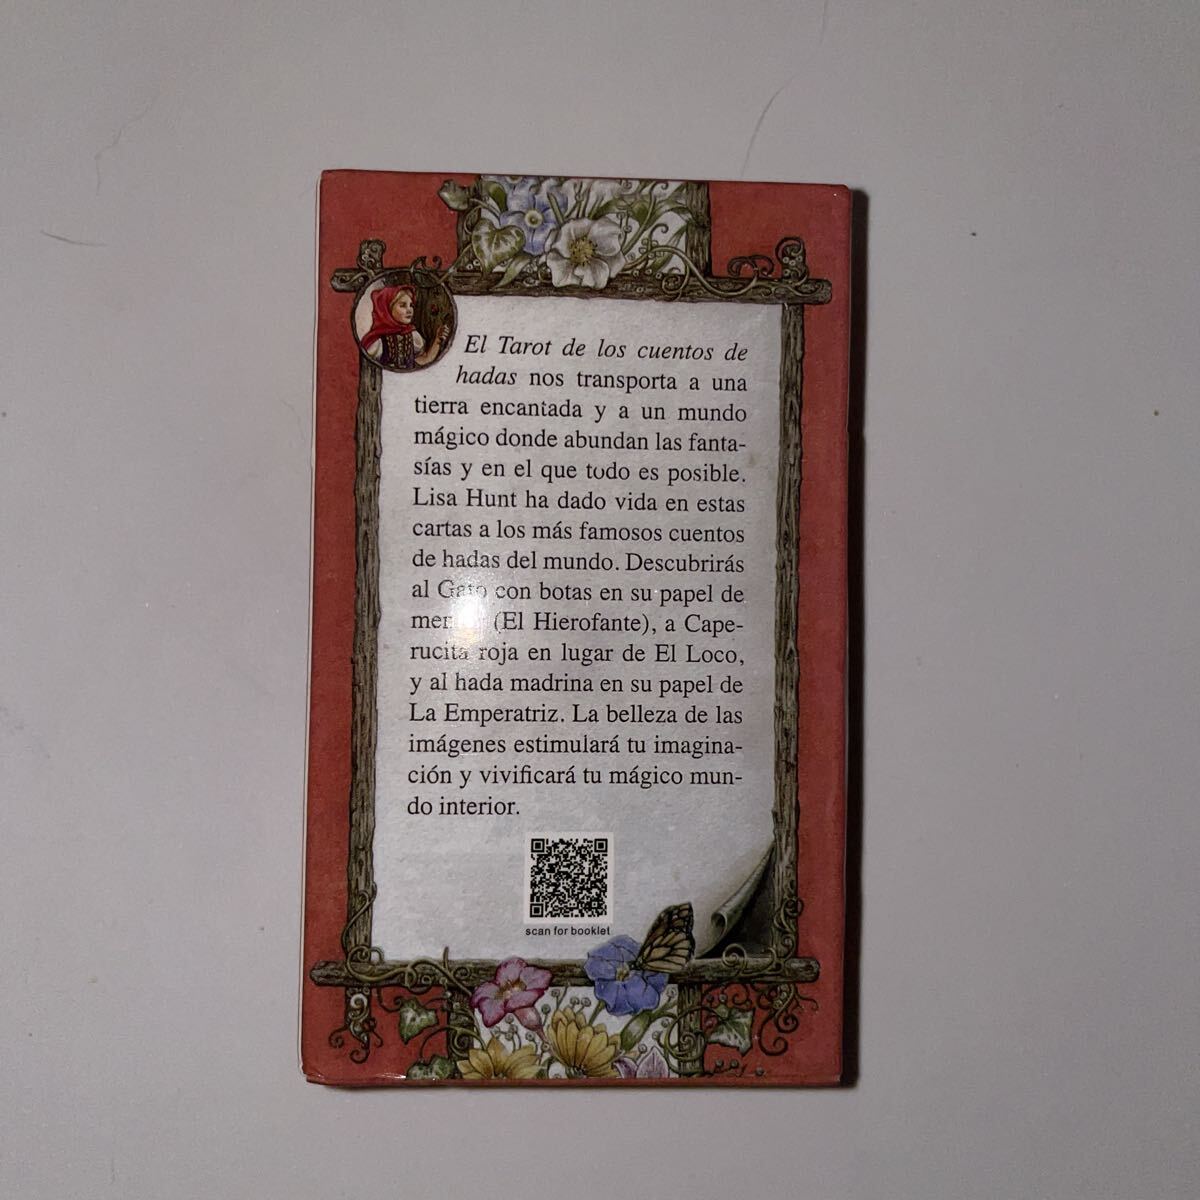 El Tarot de los cuentos de
hadas nos transporta a una
tierra encantada y a un mundo
mágico donde abundan las fanta-
sías y en el que todo es posible.
Lisa Hunt ha dado vida en estas
cartas a los más famosos cuentos
de hadas del mundo. Descubrirás
al Gato con botas en su papel de
(El Hierofante), a Cape-
rucita roja en lugar de El Loco,
y al hada madrina en su papel de
La Emperatriz. La belleza de las
imágenes estimulará tu imagina-
ción y vivificará tu mágico mun-
do interior.
scan for booklet